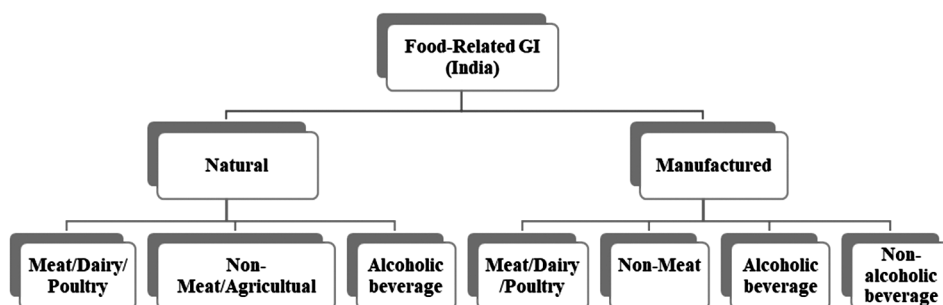 Food-Related GI
(India)
Natural
Manufactured
Meat/Dairy/
Poultry
Non-
Meat/Agricultual
Alcoholic
beverage
Meat/Dairy
/Poultry
Non-Meat
Alcoholic
beverage
Non-
alcoholic
beverage